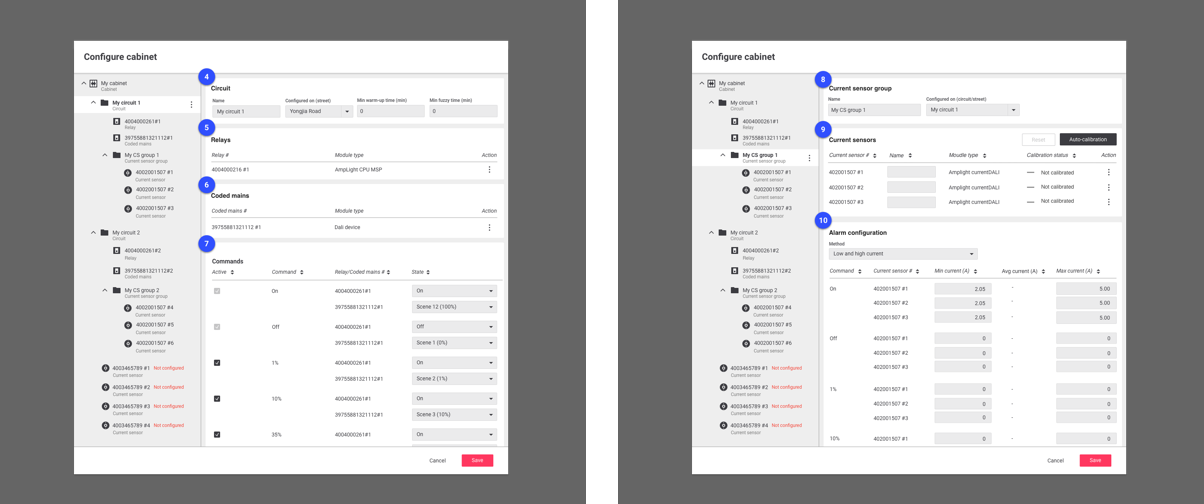 Configure cabinet
My cabinet
Cabinet
My circuit 1
Circuit
4004000261#1
Relay
39755881321112#1
Coded mains
My CS group 1
Current sensor group
4002001507 #1
Current sensor
4002001507 #2
Current sensor
4002001507 #3
Current sensor
My circuit 2
Circuit
4004000261#2
Relay
39755881321112#2
Coded mains
My CS group 2
Current sensor group
4002001507 #4
Current sensor
4002001507 #5
Current sensor
4002001507 #6
Current sensor
4003465789 #1 Not configured
Current sensor
4003465789 #2 Not configured
Current sensor
4003465789 #3 Not configured
Current sensor
4003465789 #4 Not configured
Current sensor
4
Circuit
Name Configured on (street) Min warm-up time (min) Min fuzzy time (min)
My circuit 1 Yongjia Road 0 0
5
Relays
Relay # Module type Action
4004000216 #1 AmpLight CPU MSP
6
Coded mains
Coded mains # Module type Action
39755881321112 #1 Dali device
7
Commands
Active Command Relay/Coded mains # State
On 4004000261#1 On
39755881321112#1 Scene 12 (100%)
Off 4004000261#1 Off
39755881321112#1 Scene 1 (0%)
1% 4004000261#1 On
39755881321112#1 Scene 2 (1%)
10% 4004000261#1 On
39755881321112#1 Scene 3 (10%)
35% 4004000261#1 On
Cancel Save
Configure cabinet
My cabinet
Cabinet
My circuit 1
Circuit
4004000261#1
Relay
39755881321112#1
Coded mains
My CS group 1
Current sensor group
4002001507 #1
Current sensor
4002001507 #2
Current sensor
4002001507 #3
Current sensor
My circuit 2
Circuit
4004000261#2
Relay
39755881321112#2
Coded mains
My CS group 2
Current sensor group
4002001507 #4
Current sensor
4002001507 #5
Current sensor
4002001507 #6
Current sensor
4003465789 #1 Not configured
Current sensor
4003465789 #2 Not configured
Current sensor
4003465789 #3 Not configured
Current sensor
4003465789 #4 Not configured
Current sensor
8
Current sensor group
Name Configured on (circuit/street)
My CS group 1 My circuit 1
9
Current sensors Reset Auto-calibration
Current sensor # Name Moudle type Calibration status Action
402001507 #1 Amplight currentDALI — Not calibrated
402001507 #2 Amplight currentDALI — Not calibrated
402001507 #3 Amplight currentDALI — Not calibrated
10
Alarm configuration
Method
Low and high current
Command Current sensor # Min current (A) Avg current (A) Max current (A)
On 402001507 #1 2.05 - 5.00
402001507 #2 2.05 5.00
402001507 #3 2.05 - 5.00
Off 402001507 #1 0 - 0
402001507 #2 0 0
402001507 #3 0 - 0
1% 402001507 #1 0 - 0
402001507 #2 0 - 0
402001507 #3 0 - 0
10% 402001507 #1 0 - 0
Cancel Save